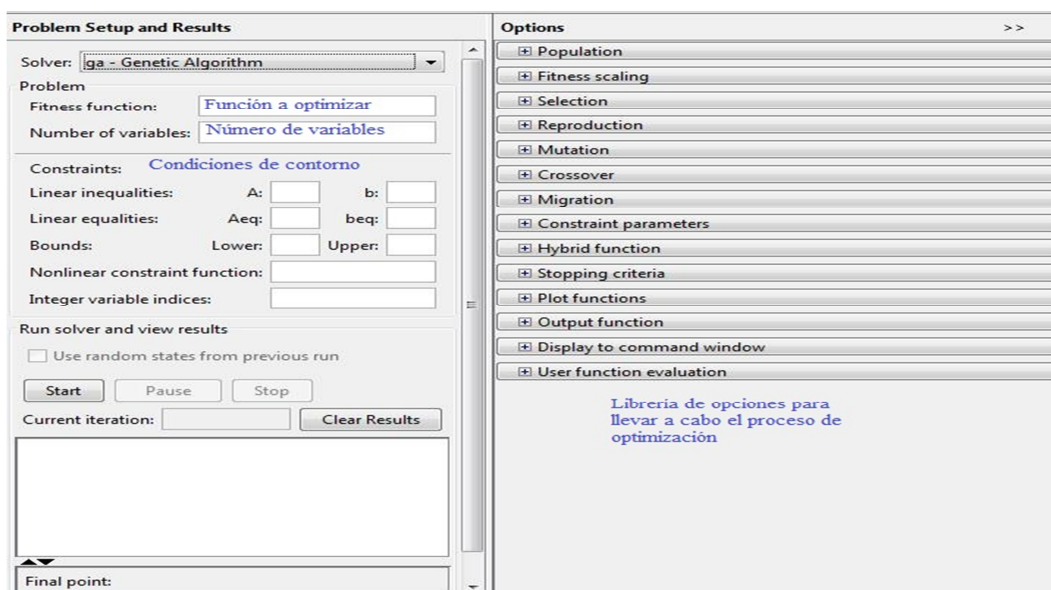 Problem Setup and Results
Solver: ga - Genetic Algorithm
Problem
Fitness function: Función a optimizar
Number of variables: Número de variables
Constraints: Condiciones de contorno
Linear inequalities: A: b:
Linear equalities: Aeq: beq:
Bounds: Lower: Upper:
Nonlinear constraint function:
Integer variable indices:
Run solver and view results
Use random states from previous run
Start Pause Stop
Current iteration: Clear Results
Final point:
Options >>
Population
Fitness scaling
Selection
Reproduction
Mutation
Crossover
Migration
Constraint parameters
Hybrid function
Stopping criteria
Plot functions
Output function
Display to command window
User function evaluation
Librería de opciones para
llevar a cabo el proceso de
optimización